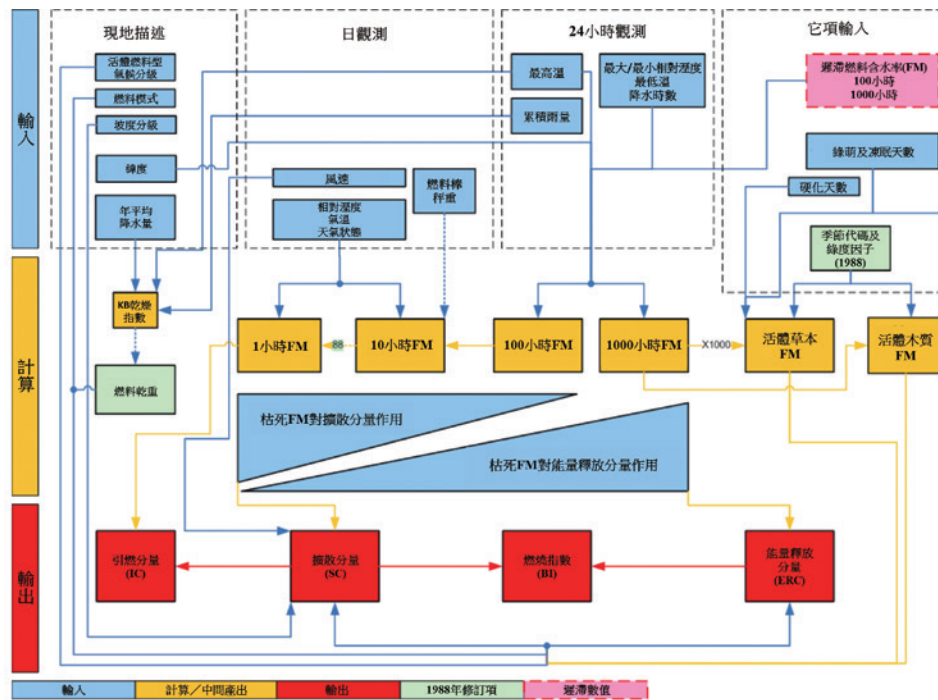 輸入
計算
輸出
現地描述
活體燃料型
氣候分級
燃料模式
坡度分級
緯度
年平均
降水量
日觀測
風速
相對溼度
氣溫
天氣狀態
燃料棒
秤重
24小時觀測
最高溫
累積雨量
最大/最小相對溼度
最低溫
降水時數
它項輸入
遲滯燃料含水率(FM)
100小時
1000小時
綠萌及凍眠天數
硬化天數
季節代碼及
綠度因子
(1988)
KB乾燥
指數
燃料乾重
1小時FM
88
10小時FM
100小時FM
1000小時FM
X1000
活體草本
FM
活體木質
FM
枯死FM對擴散分量作用
枯死FM對能量釋放分量作用
引燃分量
(IC)
擴散分量
(SC)
燃燒指數
(BI)
能量釋放
分量
(ERC)
輸入
計算／中間產出
輸出
1988年修訂項
遲滯數值